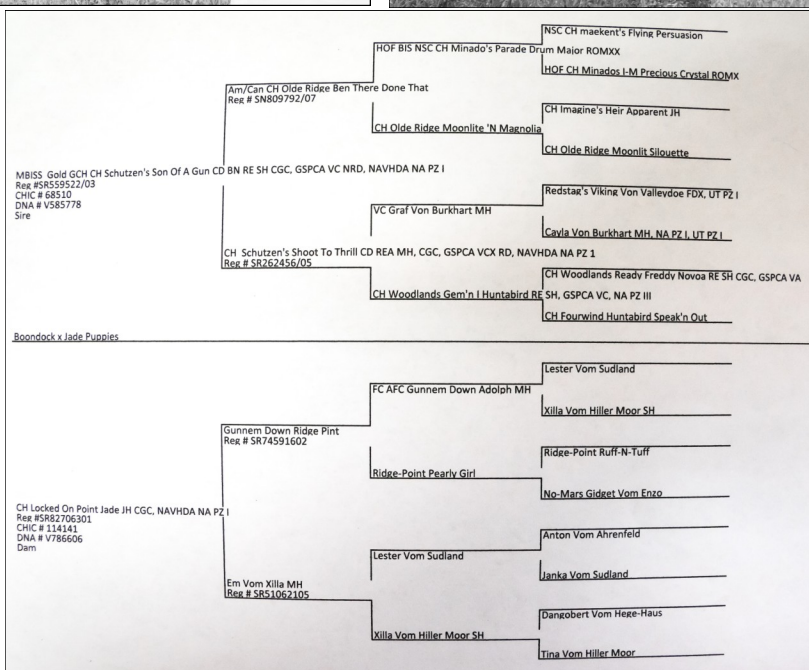 NSC CH maekent's Flying Persuasion
HOF BIS NSC CH Minado's Parade Drum Major ROMXX
HOF CH Minados I-M Precious Crystal ROMX
Am/Can CH Olde Ridge Ben There Done That
Reg # SN809792/07
CH Imagine's Heir Apparent JH
CH Olde Ridge Moonlite 'N Magnolia
CH Olde Ridge Moonlit Silouette
MBISS Gold GCH CH Schutzen's Son Of A Gun CD BN RE SH CGC, GSPCA VC NRD, NAVHDA NA PZ I
Reg #SR559522/03
CHIC # 68510
DNA # V585778
Sire
Redstag's Viking Von Valleydoe FDX, UT PZ I
VC Graf Von Burkhart MH
Cayla Von Burkhart MH, NA PZ I, UT PZ I
CH Schutzen's Shoot To Thrill CD REA MH, CGC, GSPCA VCX RD, NAVHDA NA PZ 1
Reg # SR262456/05
CH Woodlands Ready Freddy Novoa RE SH CGC, GSPCA VA
CH Woodlands Gem'n I Huntabird RE SH, GSPCA VC, NA PZ III
CH Fourwind Huntabird Speak'n Out
Boondock x Jade Puppies
Lester Vom Sudland
FC AFC Gunnem Down Adolph MH
Xilla Vom Hiller Moor SH
Gunnem Down Ridge Pint
Reg # SR74591602
Ridge-Point Ruff-N-Tuff
Ridge-Point Pearly Girl
No-Mars Gidget Vom Enzo
CH Locked On Point Jade JH CGC, NAVHDA NA PZ I
Reg #SR82706301
CHIC # 114141
DNA # V786606
Dam
Anton Vom Ahrenfeld
Lester Vom Sudland
Janka Vom Sudland
Em Vom Xilla MH
Reg # SR51062105
Dangobert Vom Hege-Haus
Xilla Vom Hiller Moor SH
Tina Vom Hiller Moor